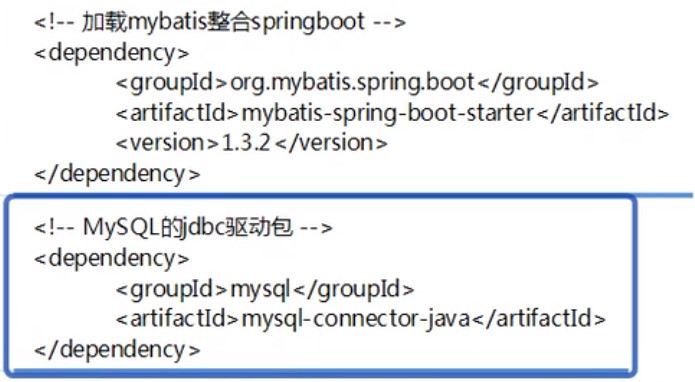 <!-- 加载mybatis整合springboot -->
<dependency>
<groupId>org.mybatis.spring.boot</groupId>
<artifactId>mybatis-spring-boot-starter</artifactId>
<version>1.3.2</version>
</dependency>
<!-- MySQL的jdbc驱动包 -->
<dependency>
<groupId>mysql</groupId>
<artifactId>mysql-connector-java</artifactId>
</dependency>